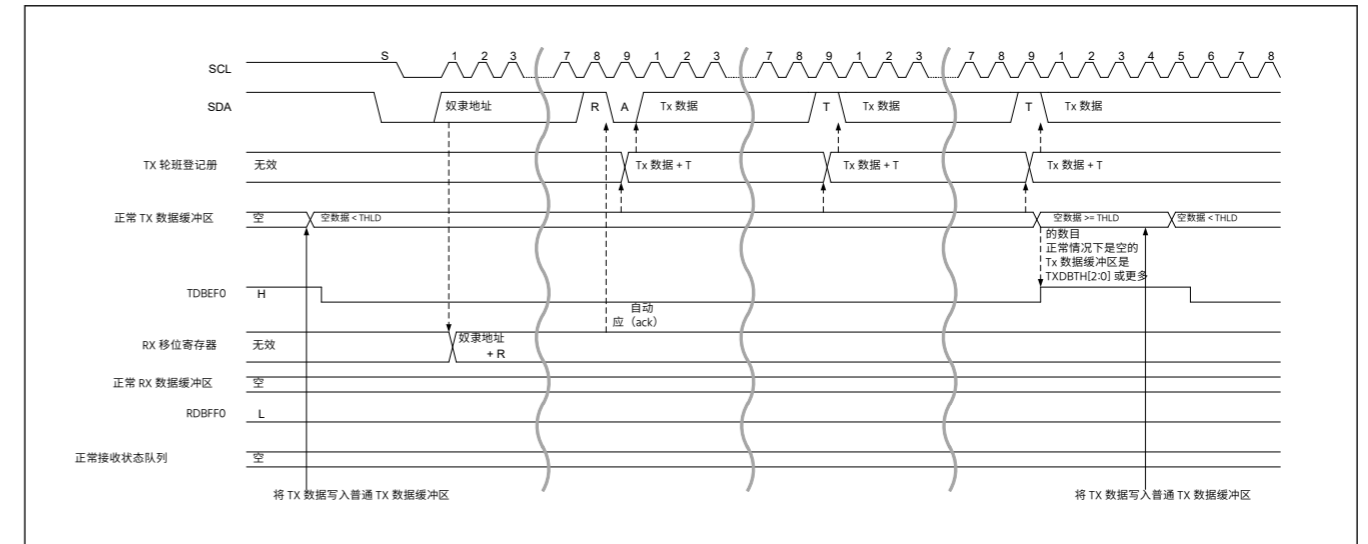 S 1 2 3 7 8 9 1 2 3 7 8 9 1 2 3 7 8 9 1 2 3 4 5 6 7 8
SCL
SDA 奴隶地址 R A Tx 数据 T Tx 数据 T Tx 数据
TX 轮班登记册 无效 Tx 数据 + T Tx 数据 + T Tx 数据 + T
正常 TX 数据缓冲区 空 空数据 < THLD 空数据 >= THLD 空数据 < THLD
的数目
正常情况下是空的
Tx 数据缓冲区是
TXDBTH[2:0] 或更多
TDBEF0 H
自动
应（ack）
RX 移位寄存器 无效 奴隶地址
+ R
正常 RX 数据缓冲区 空
RDBFF0 L
正常接收状态队列 空
将 TX 数据写入普通 TX 数据缓冲区 将 TX 数据写入普通 TX 数据缓冲区